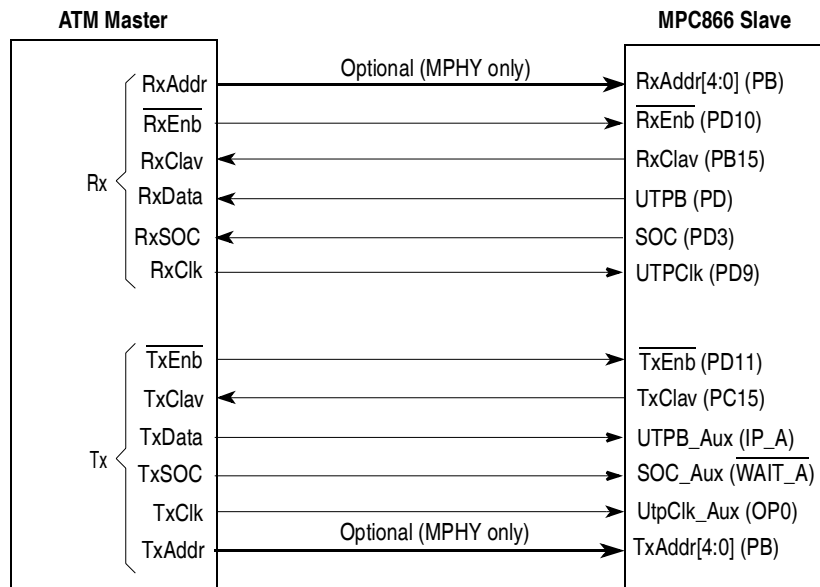 ATM Master MPC866 Slave
RxAddr Optional (MPHY only) RxAddr[4:0] (PB)
RxEnb RxEnb (PD10)
RxClav RxClav (PB15)
Rx
RxData UTPB (PD)
RxSOC SOC (PD3)
RxClk UTPClk (PD9)
TxEnb TxEnb (PD11)
TxClav TxClav (PC15)
TxData UTPB_Aux (IP_A)
Tx
TxSOC SOC_Aux (WAIT_A)
TxClk UtpClk_Aux (OP0)
Optional (MPHY only)
TxAddr TxAddr[4:0] (PB)